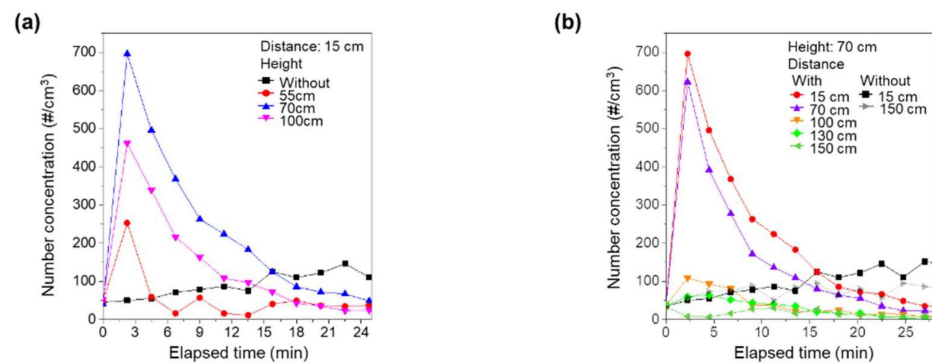 (a)
Number concentration (#/cm³)
700
600
500
400
300
200
100
0
Distance: 15 cm
Height
Without
55cm
70cm
100cm
0 3 6 9 12 15 18 21 24
Elapsed time (min)
(b)
Number concentration (#/cm³)
700
600
500
400
300
200
100
0
Height: 70 cm
Distance
With Without
15 cm 15 cm
70 cm 150 cm
100 cm
130 cm
150 cm
0 5 10 15 20 25
Elapsed time (min)